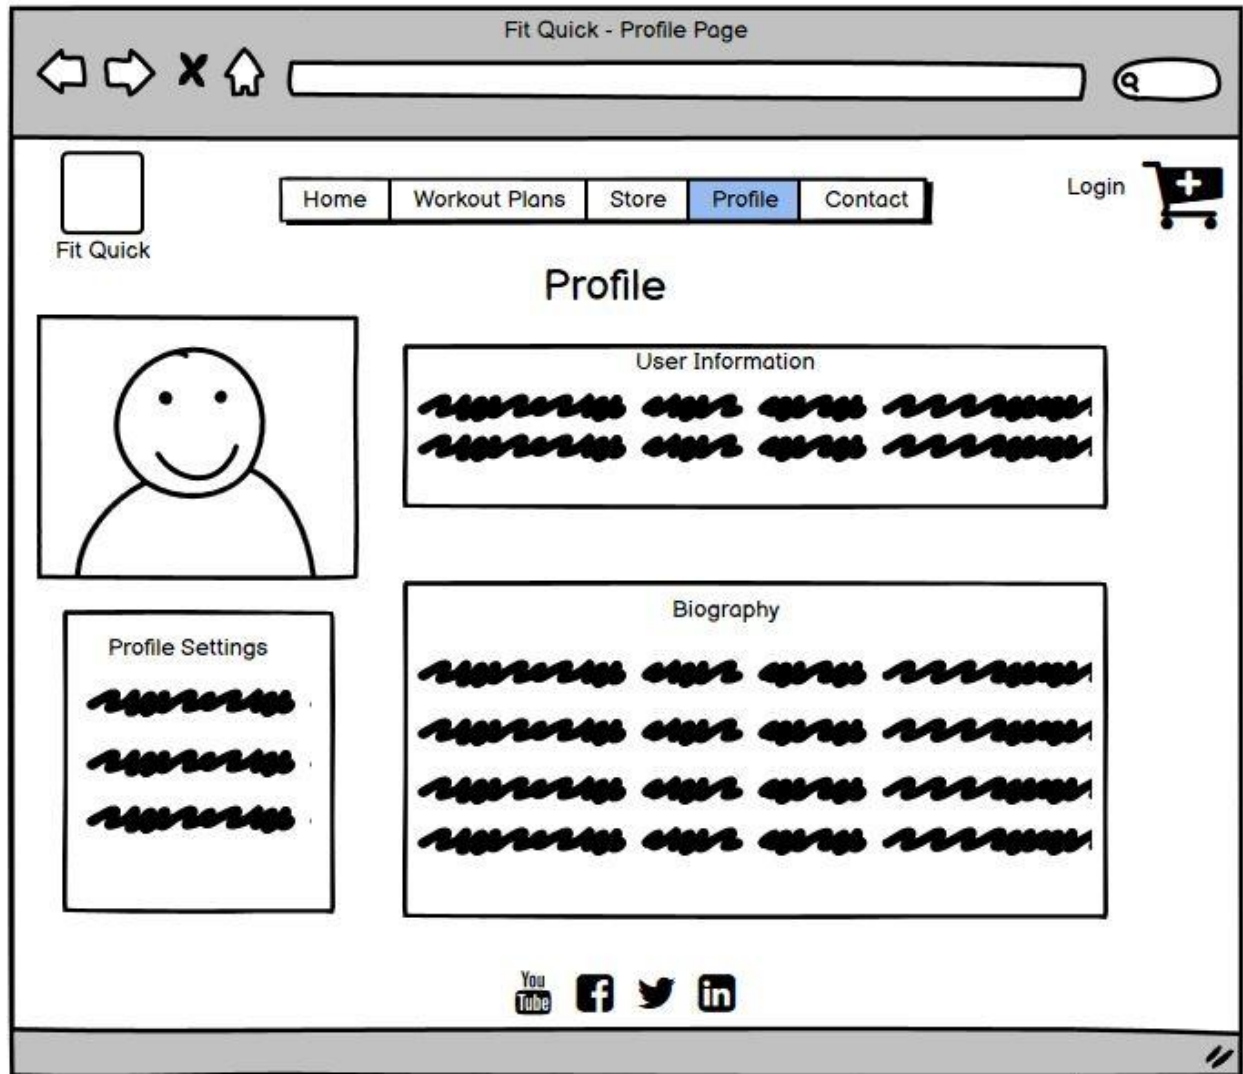 Fit Quick - Profile Page
Home Workout Plans Store Profile Contact
Login
Fit Quick
Profile
User Information
Profile Settings
Biography
You
Tube
f
in